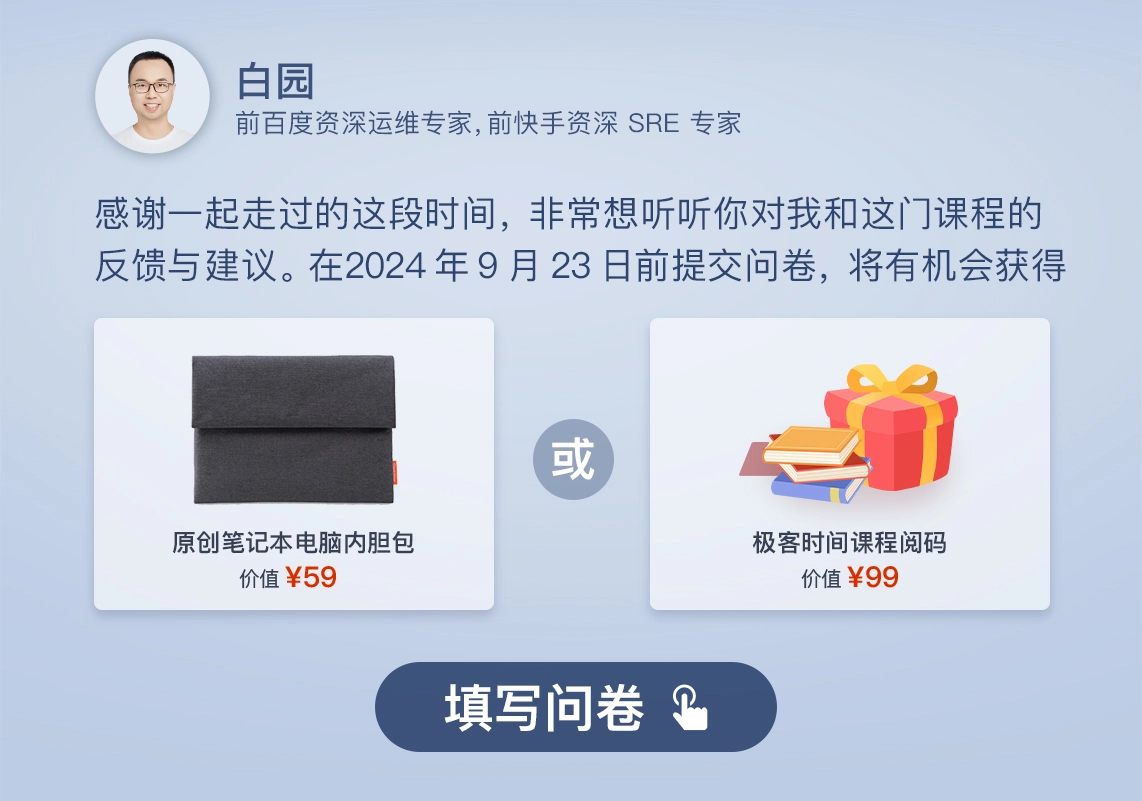 白园
前百度资深运维专家，前快手资深 SRE 专家
感谢一起走过的这段时间，非常想听听你对我和这门课程的
反馈与建议。在2024 年 9 月 23 日前提交问卷，将有机会获得
原创笔记本电脑内胆包
价值 ¥59
或
极客时间课程阅码
价值 ¥99
填写问卷